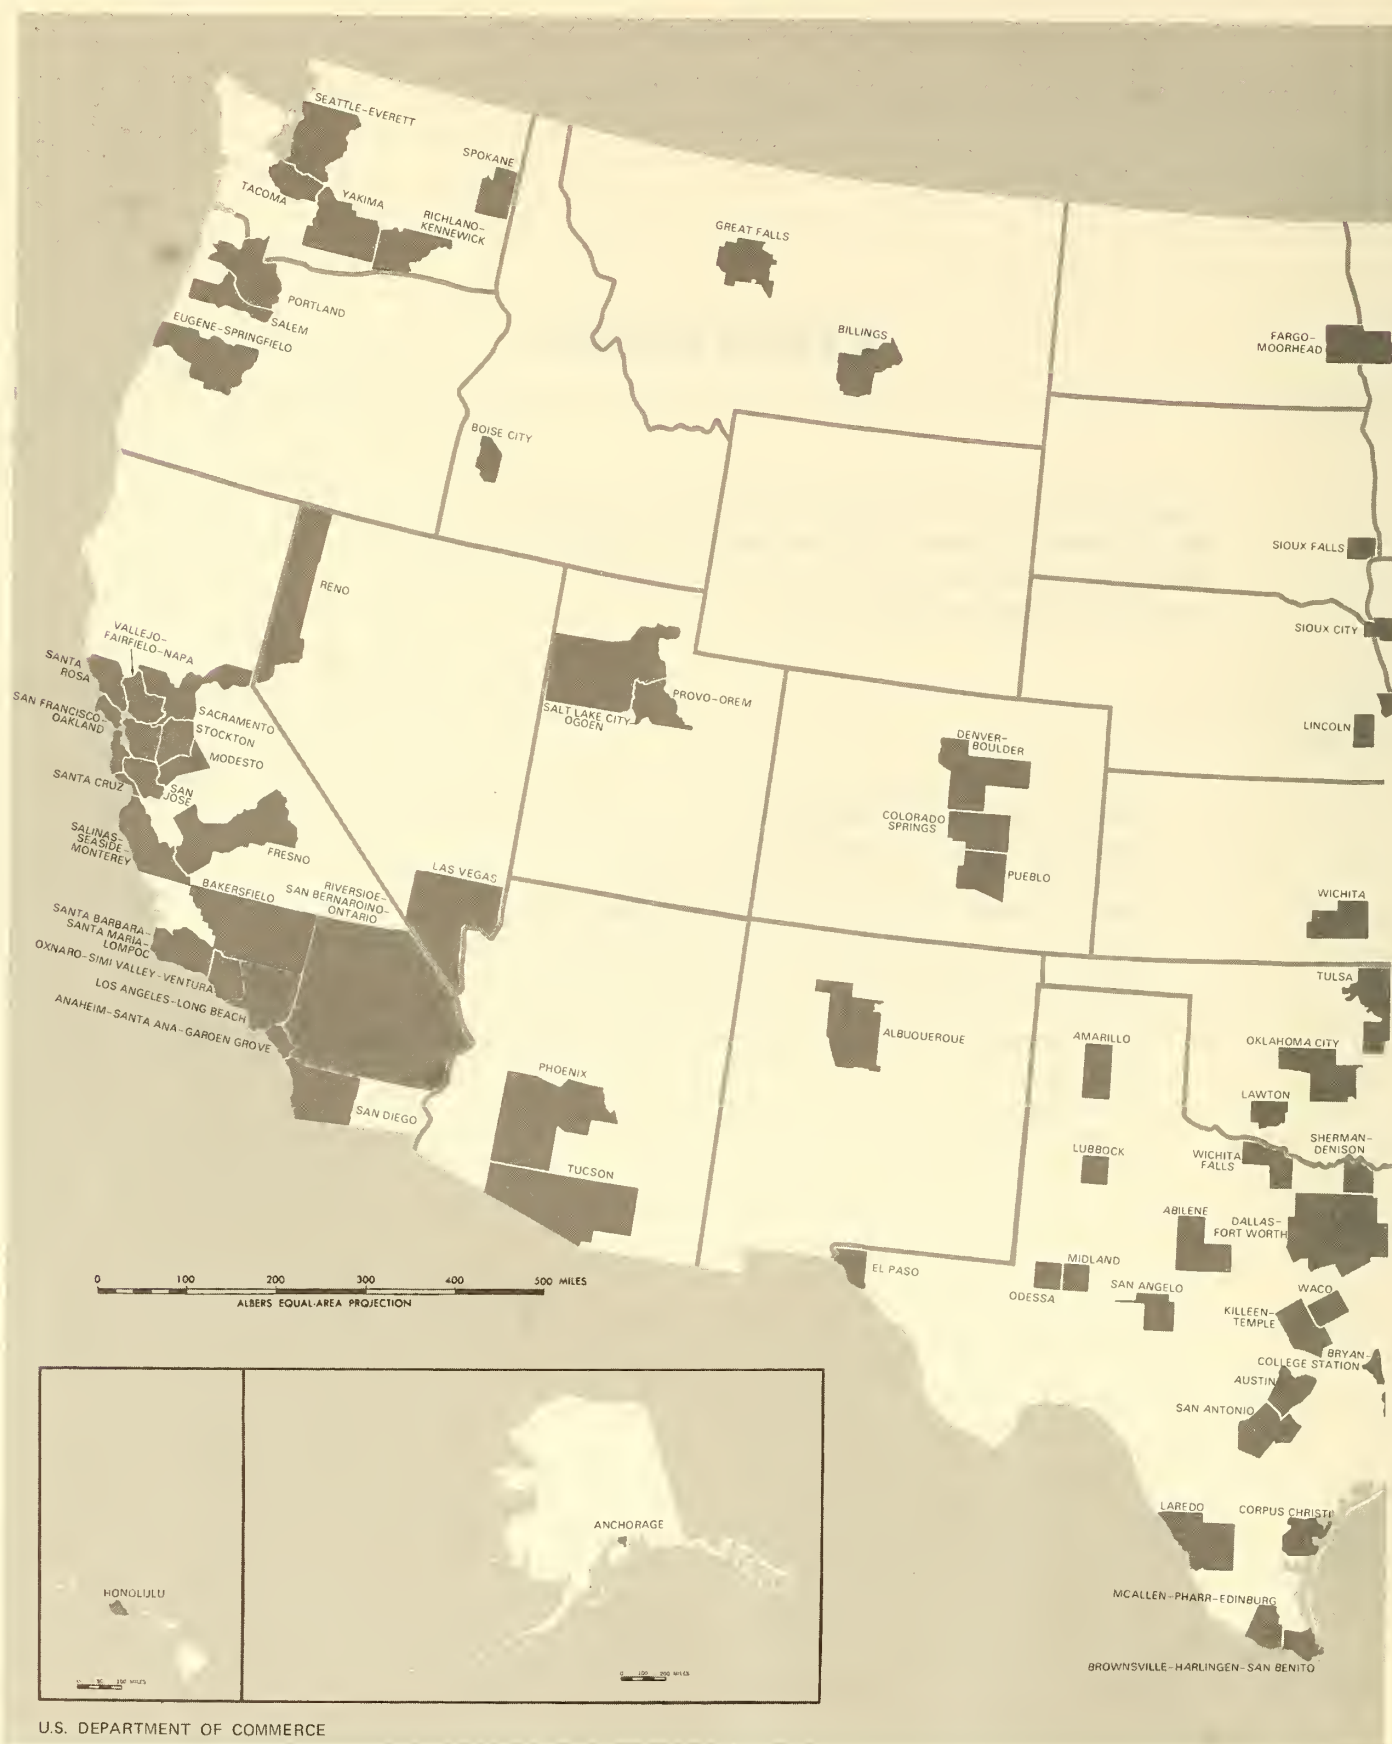 SEATTLE-EVERETT
SPOKANE
TACOMA
YAKIMA
RICHLANO-
KENNEWICK
GREAT FALLS
PORTLAND
SALEM
EUGENE-SPRINGFIELO
BILLINGS
FARGO-
MOORHEAD
BOISE CITY
SIOUX FALLS
RENO
SIOUX CITY
VALLEJO-
FAIRFIELO-NAPA
SANTA
ROSA
SAN FRANCISCO-
OAKLAND
SACRAMENTO
STOCKTON
MODESTO
SALT LAKE CITY-
OGOEN
PROVO-OREM
LINCOLN
DENVER-
BOULDER
SANTA CRUZ
SAN
JOSE
COLORADO
SPRINGS
SALINAS-
SEASIDE-
MONTEREY
FRESNO
PUEBLO
LAS VEGAS
BAKERSFIELD
RIVERSIOE-
SAN BERNAROINO-
ONTARIO
WICHITA
SANTA BARBARA-
SANTA MARIA-
LOMPOC
OXNARO-SIMI VALLEY-VENTURA
LOS ANGELES-LONG BEACH
ANAHEIM-SANTA ANA-GAROEN GROVE
TULSA
ALBUQUERQUE
AMARILLO
OKLAHOMA CITY
PHOENIX
LAWTON
SAN DIEGO
SHERMAN-
DENISON
LUBBOCK
WICHITA
FALLS
TUCSON
ABILENE
DALLAS-
FORT WORTH
EL PASO
MIDLAND
ODESSA
SAN ANGELO
WACO
KILLEEN-
TEMPLE
BRYAN-
COLLEGE STATION
AUSTIN
SAN ANTONIO
0 100 200 300 400 500 MILES
ALBERS EQUAL-AREA PROJECTION
LAREDO
CORPUS CHRISTI
ANCHORAGE
HONOLULU
MCALLEN-PHARR-EDINBURG
BROWNSVILLE-HARLINGEN-SAN BENITO
0 100 200 MILES
U.S. DEPARTMENT OF COMMERCE